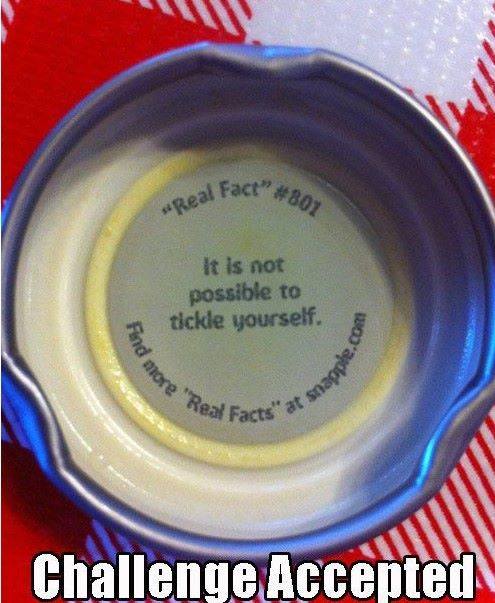 "Real Fact" #801
It is not
possible to
tickle yourself.
Find more "Real Facts" at snapple.com
Challenge Accepted